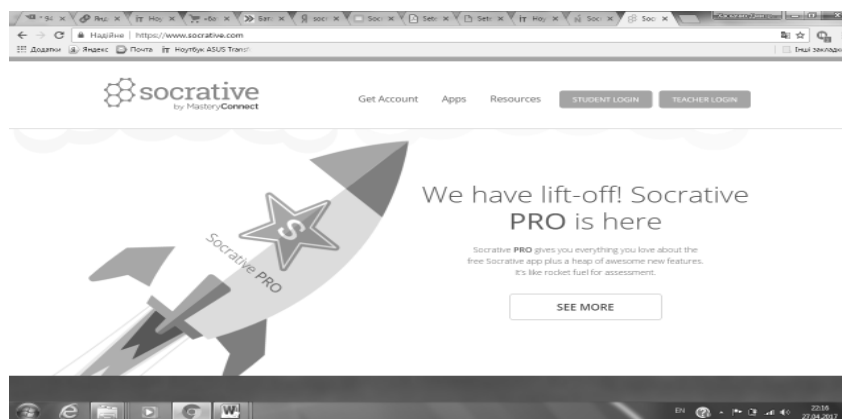 Надійне | https://www.socrative.com
Додатки Яндекс Почта Ноутбук ASUS Trans
Інші закладки
socrative
by MasteryConnect
Get Account Apps Resources STUDENT LOGIN TEACHER LOGIN
S
Socrative PRO
We have lift-off! Socrative
PRO is here
Socrative PRO gives you everything you love about the
free Socrative app plus a heap of awesome new features.
It's like rocket fuel for assessment.
SEE MORE
EN
22:16
27.04.2017